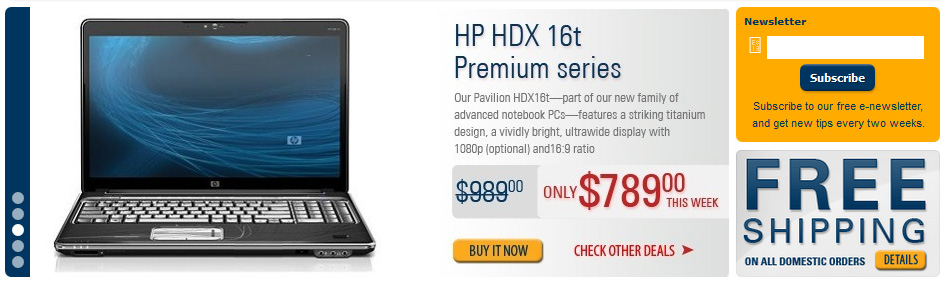 HP HDX 16t
Premium series
Our Pavilion HDX16t—part of our new family of
advanced notebook PCs—features a striking titanium
design, a vividly bright, ultrawide display with
1080p (optional) and16:9 ratio
$98900
ONLY $78900
THIS WEEK
BUY IT NOW
CHECK OTHER DEALS
Newsletter
Subscribe
Subscribe to our free e-newsletter,
and get new tips every two weeks.
FREE
SHIPPING
ON ALL DOMESTIC ORDERS
DETAILS
hp